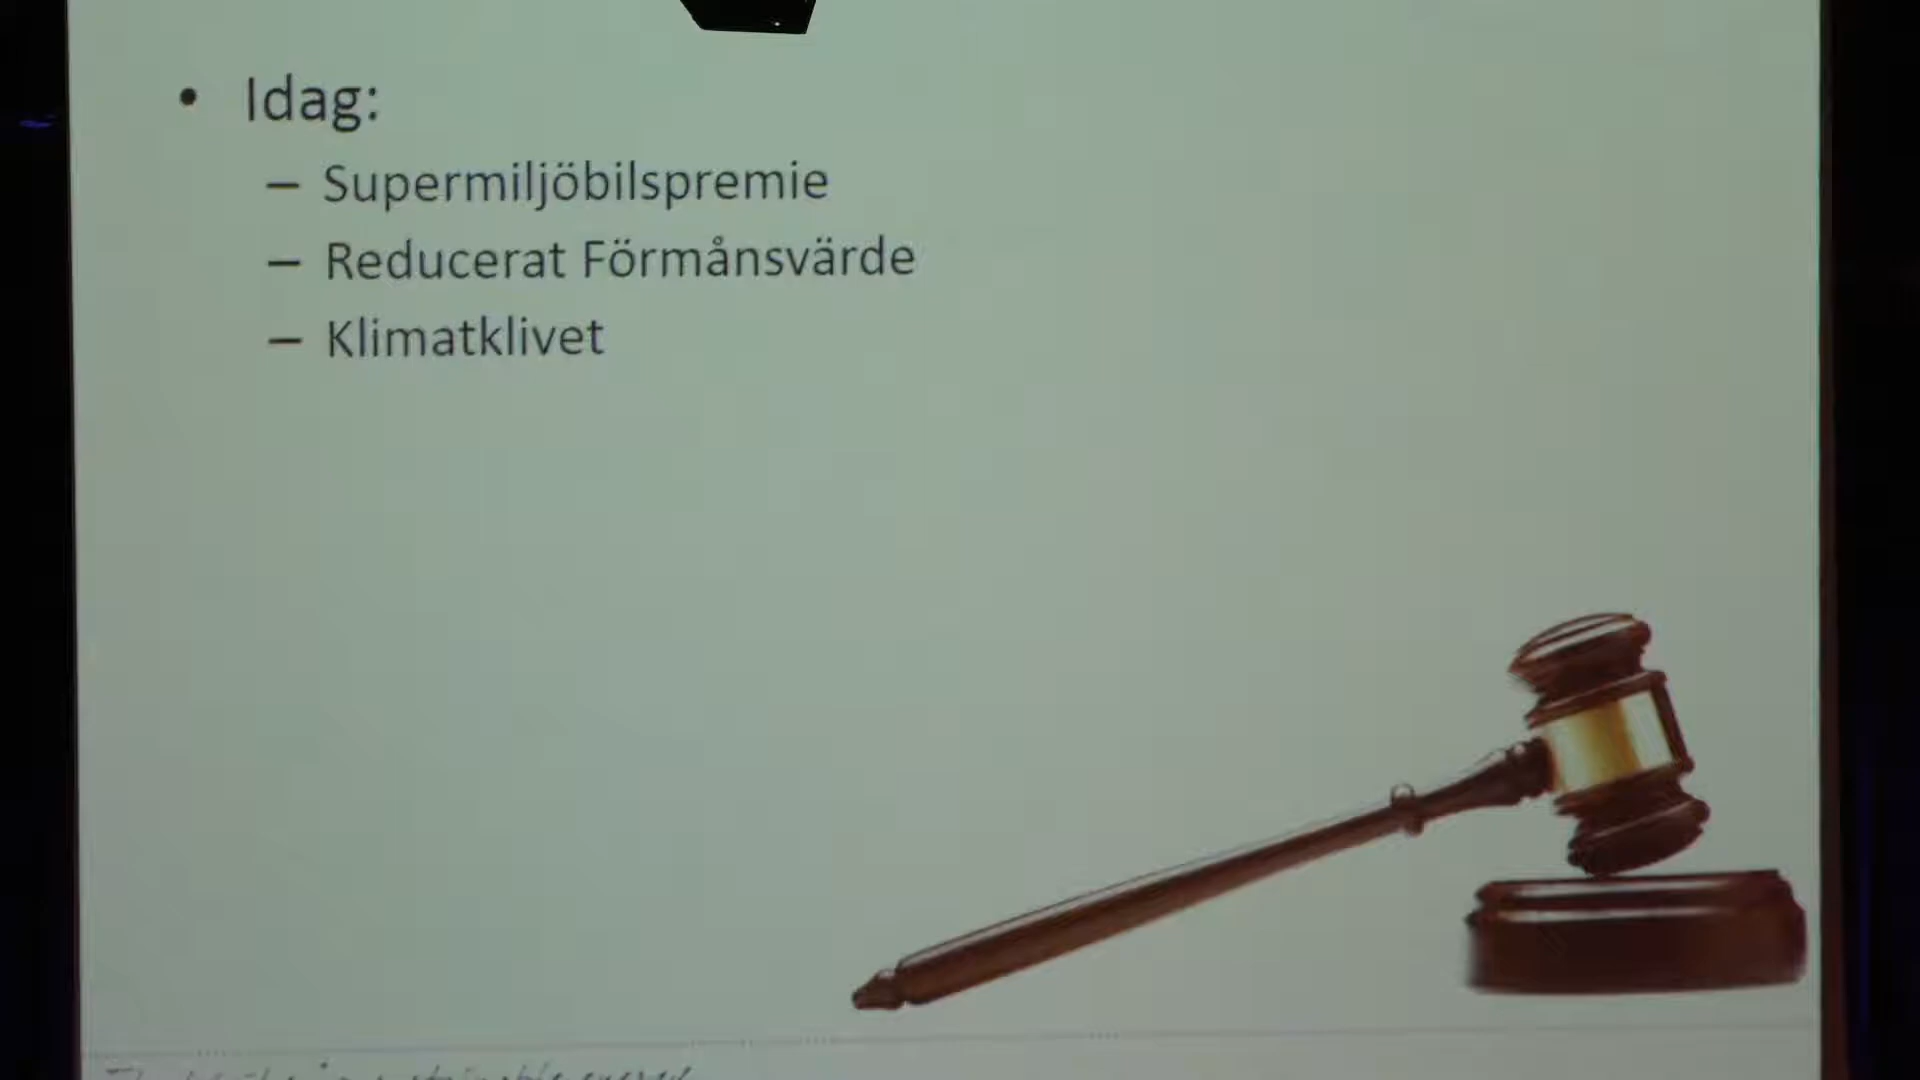 • Idag:
– Supermiljöbilspremie
– Reducerat Förmånsvärde
– Klimatklivet